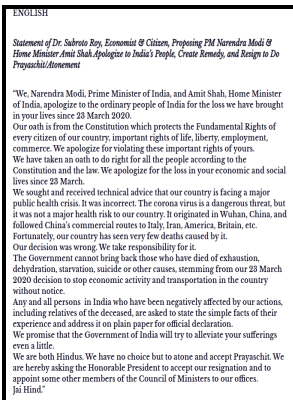 ENGLISH
Statement of Dr. Subroto Roy, Economist & Citizen, Proposing PM Narendra Modi &
Home Minister Amit Shah Apologize to India's People, Create Remedy, and Resign to Do
Prayaschit/Atonement
"We, Narendra Modi, Prime Minister of India, and Amit Shah, Home Minister
of India, apologize to the ordinary people of India for the loss we have brought
in your lives since 23 March 2020.
Our oath is from the Constitution which protects the Fundamental Rights of
every citizen of our country, important rights of life, liberty, employment,
commerce. We apologize for violating these important rights of yours.
We have taken an oath to do right for all the people according to the
Constitution and the law. We apologize for the loss in your economic and social
lives since 23 March.
We sought and received technical advice that our country is facing a major
public health crisis. It was incorrect. The corona virus is a dangerous threat, but
it was not a major health risk to our country. It originated in Wuhan, China, and
followed China's commercial routes to Italy, Iran, America, Britain, etc.
Fortunately, our country has seen very few deaths caused by it.
Our decision was wrong. We take responsibility for it.
The Government cannot bring back those who have died of exhaustion,
dehydration, starvation, suicide or other causes, stemming from our 23 March
2020 decision to stop economic activity and transportation in the country
without notice.
Any and all persons in India who have been negatively affected by our actions,
including relatives of the deceased, are asked to state the simple facts of their
experience and address it on plain paper for official declaration.
We promise that the Government of India will try to alleviate your sufferings
even a little.
We are both Hindus. We have no choice but to atone and accept Prayaschit. We
are hereby asking the Honorable President to accept our resignation and to
appoint some other members of the Council of Ministers to our offices.
Jai Hind."